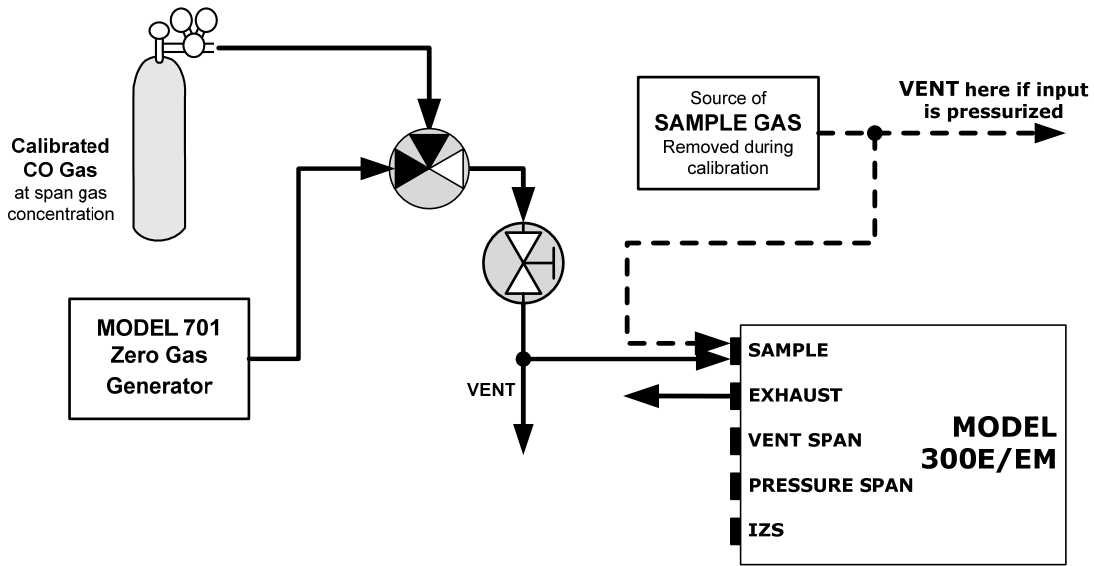 Calibrated
CO Gas
at span gas
concentration
MODEL 701
Zero Gas
Generator
VENT
Source of
SAMPLE GAS
Removed during
calibration
VENT here if input
is pressurized
SAMPLE
EXHAUST
VENT SPAN
PRESSURE SPAN
IZS
MODEL
300E/EM